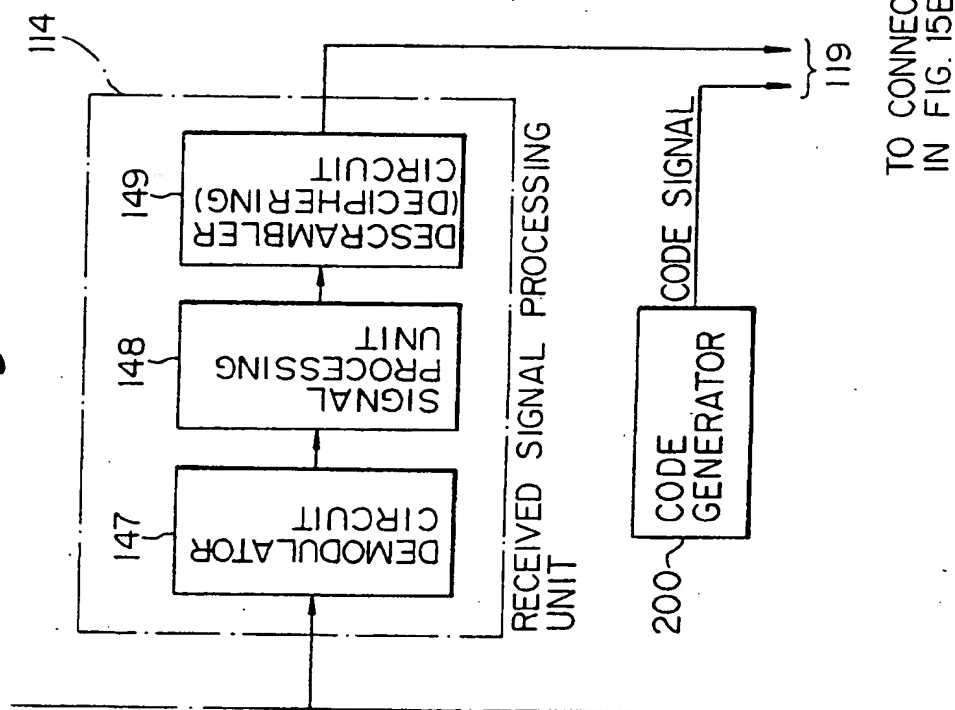 114
147
DEMODULATOR
CIRCUIT
148
SIGNAL
PROCESSING
UNIT
149
DESCRAMBLER
(DECIPHERING)
CIRCUIT
RECEIVED SIGNAL PROCESSING
UNIT
200
CODE
GENERATOR
CODE SIGNAL
119
TO CONNEC
IN FIG. 15E